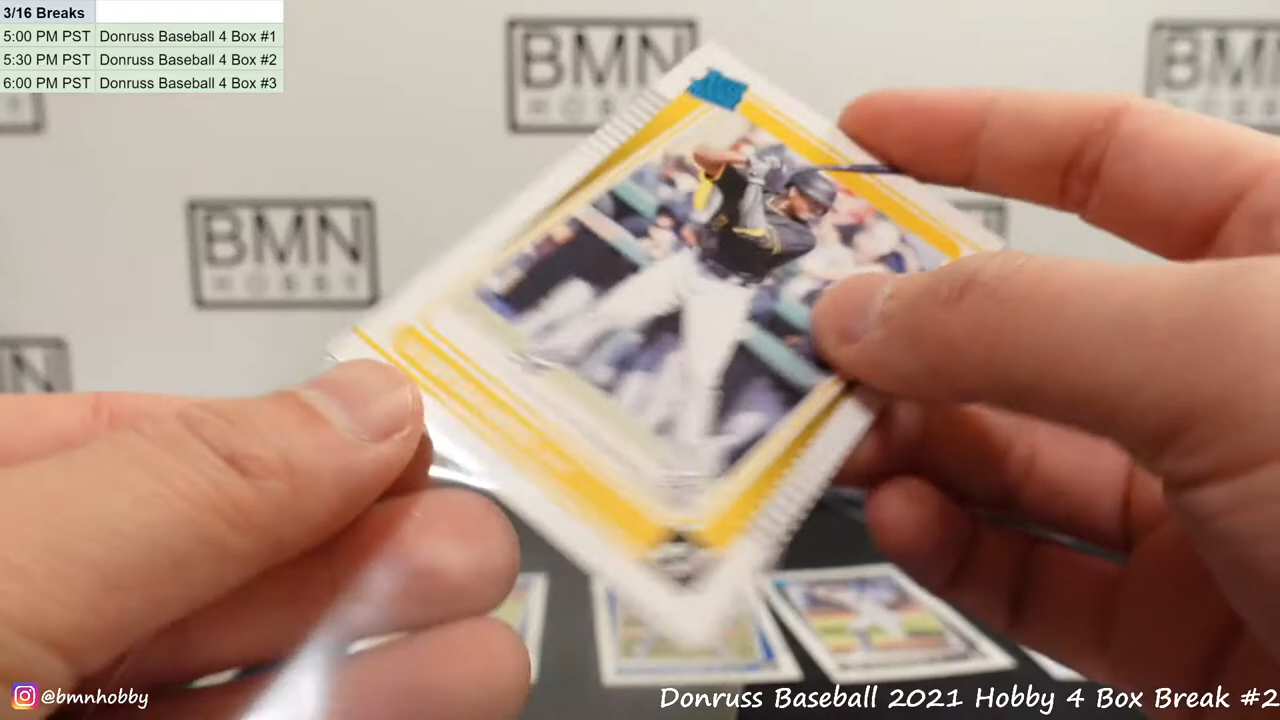 3/16 Breaks
5:00 PM PST Donruss Baseball 4 Box #1
5:30 PM PST Donruss Baseball 4 Box #2
6:00 PM PST Donruss Baseball 4 Box #3
BMN
HOBBY
BMN
HOBBY
@bmnhobby
Donruss Baseball 2021 Hobby 4 Box Break #2